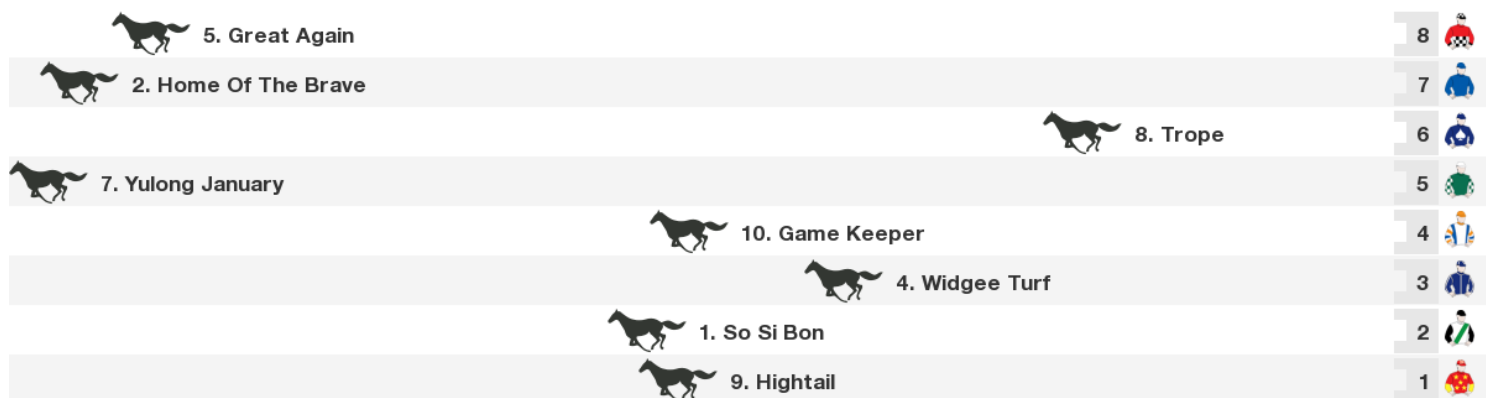 5. Great Again 8
2. Home Of The Brave 7
8. Trope 6
7. Yulong January 5
10. Game Keeper 4
4. Widgee Turf 3
1. So Si Bon 2
9. Hightail 1